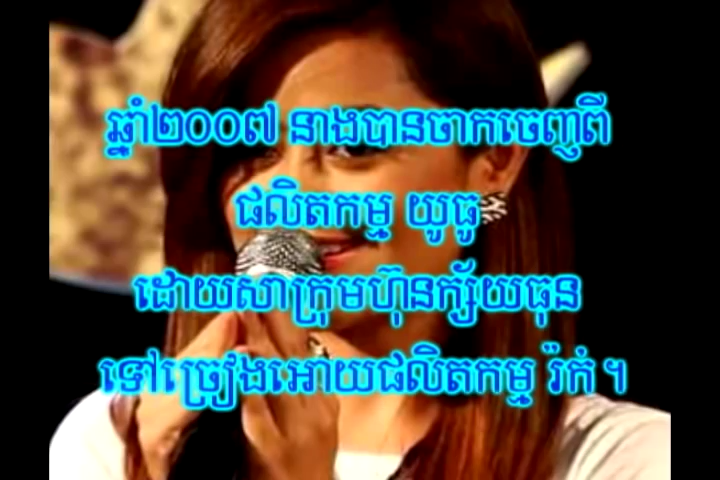 ឆ្នាំ២០០៧ នាងបានចាកចេញពី
ផលិតកម្ម យូធូ
ដោយសាក្រុមហ៊ុនក្ស័យធុន
ទៅច្រៀងអោយផលិតកម្ម រ៉កំ ។